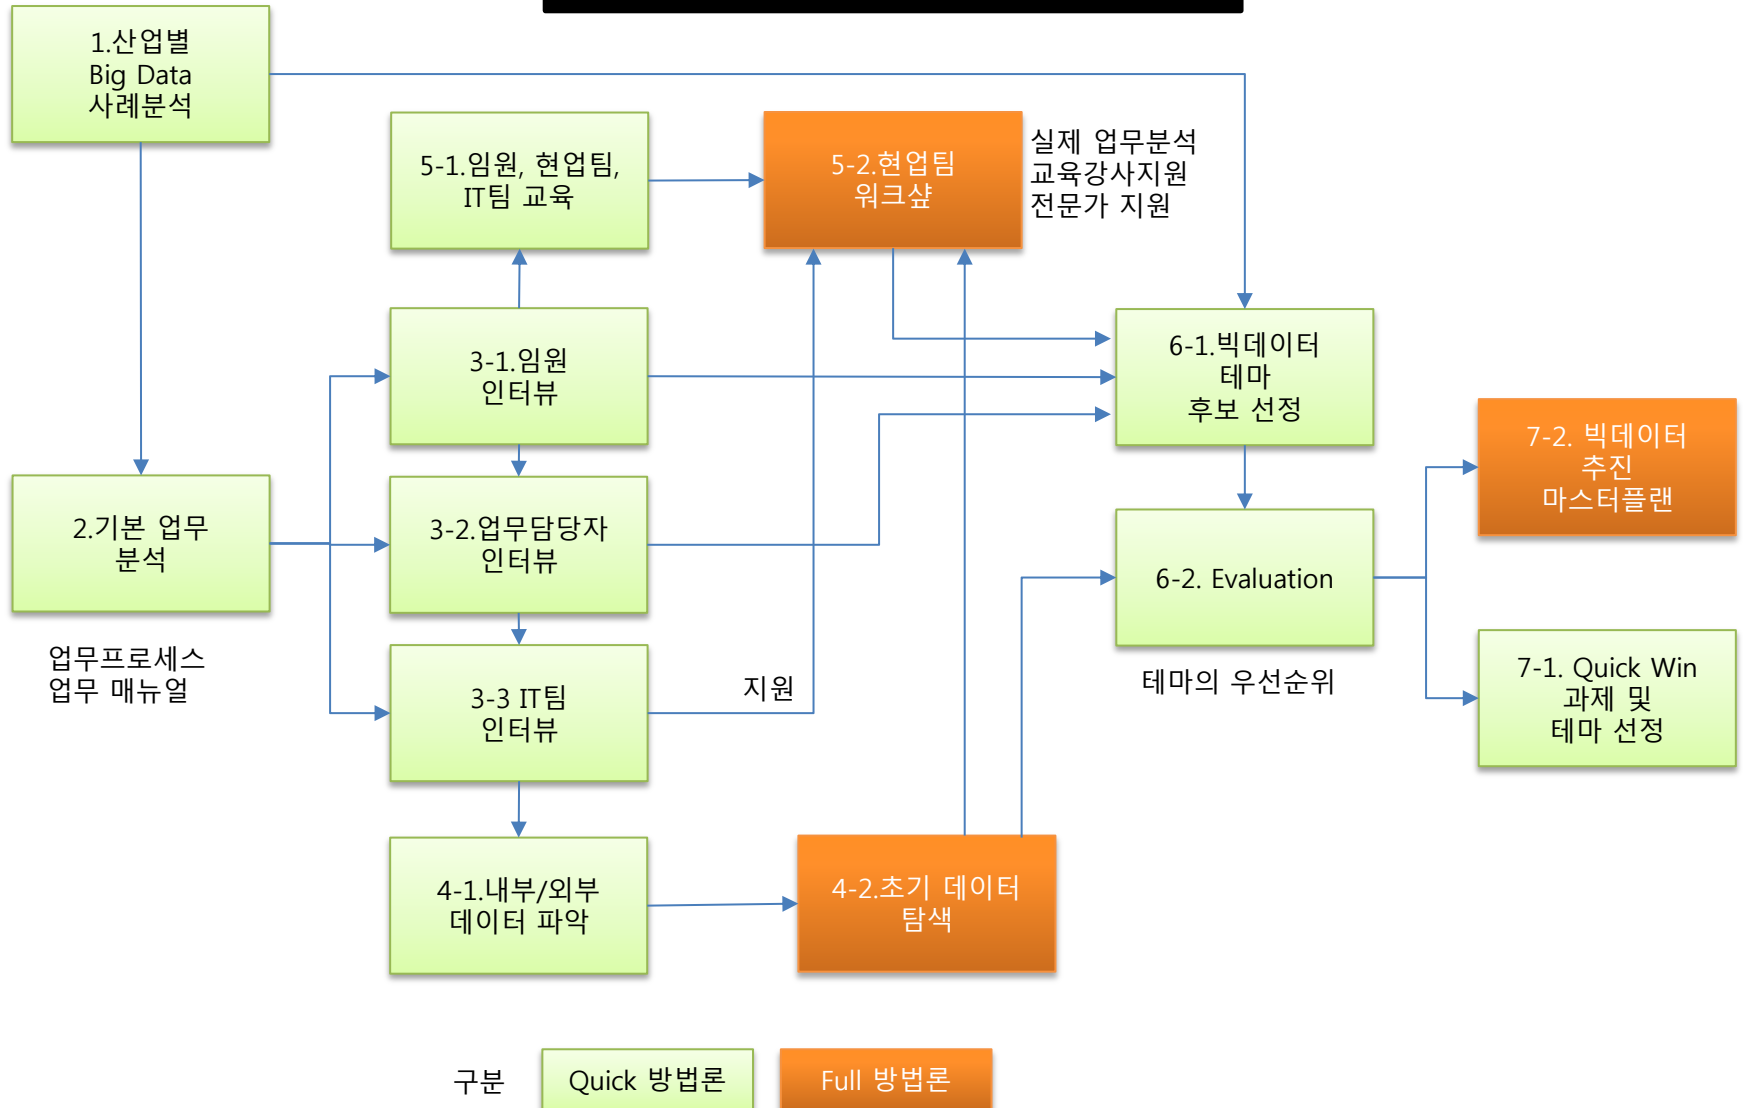 1.산업별
Big Data
사례분석
5-1.임원, 현업팀,
IT팀 교육
5-2.현업팀
워크샾
실제 업무분석
교육강사지원
전문가 지원
3-1.임원
인터뷰
6-1.빅데이터
테마
후보 선정
7-2. 빅데이터
추진
마스터플랜
2.기본 업무
분석
3-2.업무담당자
인터뷰
6-2. Evaluation
업무프로세스
업무 매뉴얼
3-3 IT팀
인터뷰
지원
테마의 우선순위
7-1. Quick Win
과제 및
테마 선정
4-1.내부/외부
데이터 파악
4-2.초기 데이터
탐색
구분
Quick 방법론
Full 방법론